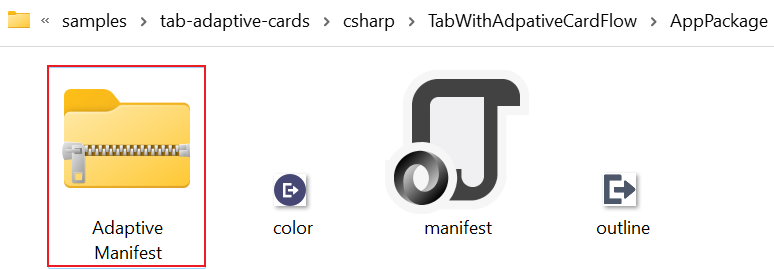 « samples > tab-adaptive-cards > csharp > TabWithAdpativeCardFlow > AppPackage
Adaptive
Manifest
color
manifest
outline